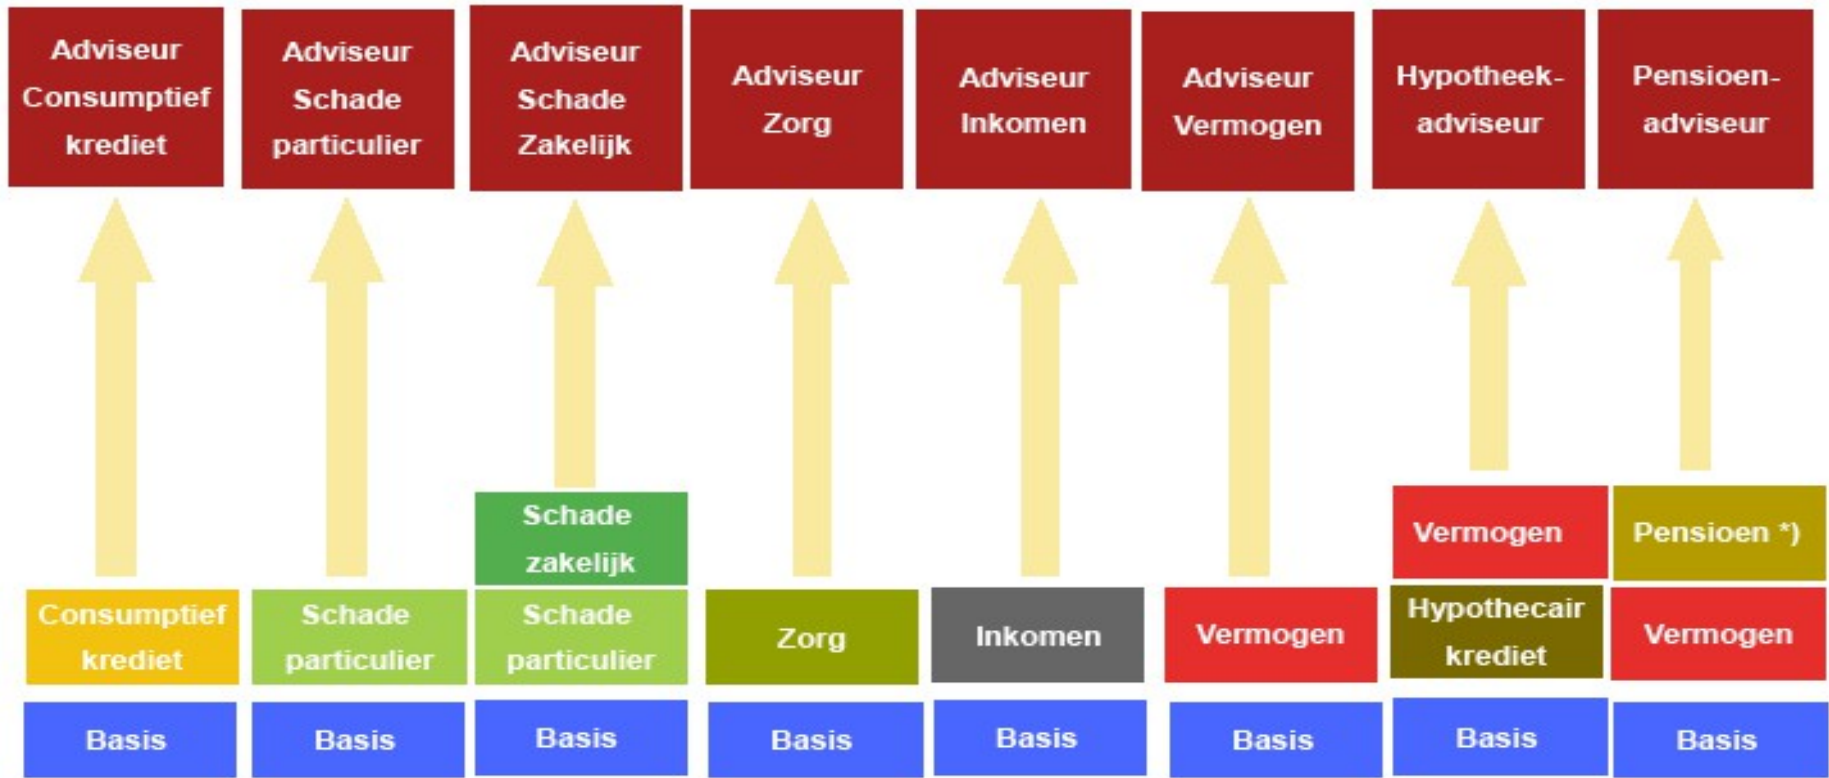 Adviseur
Consumptief
krediet
Adviseur
Schade
particulier
Adviseur
Schade
Zakelijk
Adviseur
Zorg
Adviseur
Inkomen
Adviseur
Vermogen
Hypotheek-
adviseur
Pensioen-
adviseur
Schade
zakelijk
Vermogen
Pensioen *)
Consumptief
krediet
Schade
particulier
Schade
particulier
Zorg
Inkomen
Vermogen
Hypothecair
krediet
Vermogen
Basis
Basis
Basis
Basis
Basis
Basis
Basis
Basis